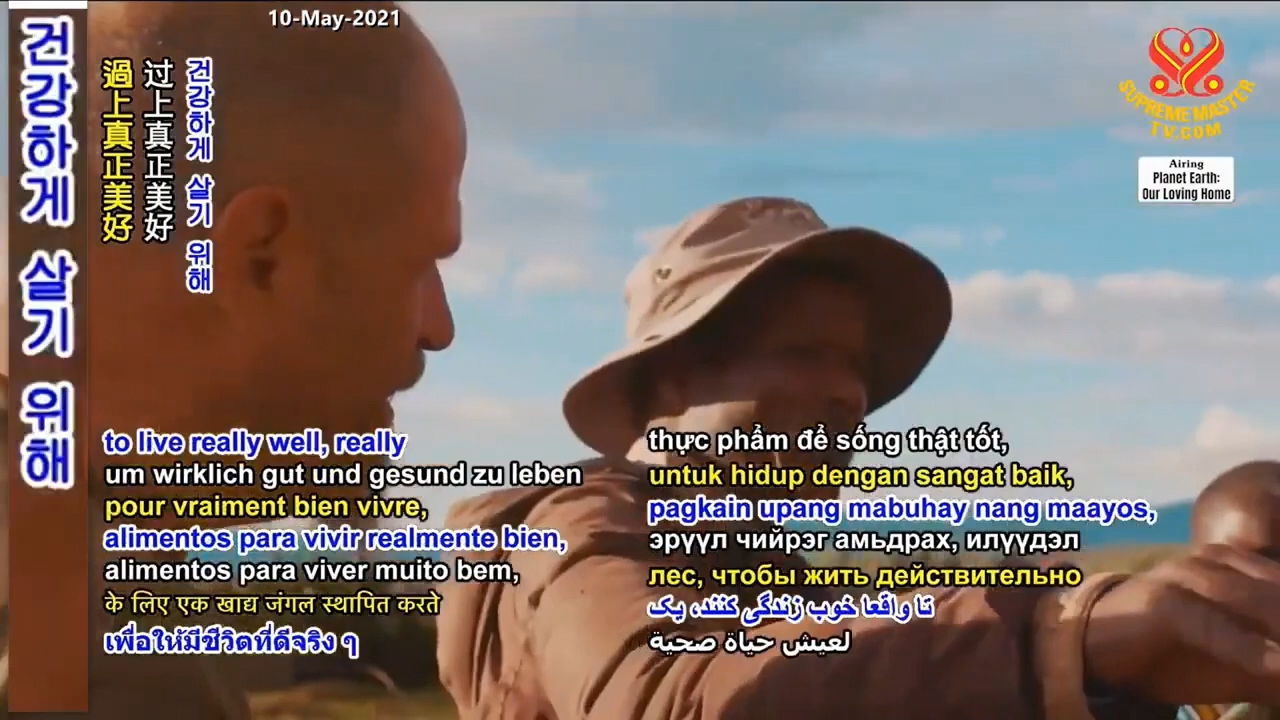 10-May-2021
건강하게 살기 위해
過上真正美好
过上真正美好
건강하게 살기 위해
SUPREME MASTER
TV.COM
Airing
Planet Earth:
Our Loving Home
to live really well, really
um wirklich gut und gesund zu leben
pour vraiment bien vivre,
alimentos para vivir realmente bien,
alimentos para viver muito bem,
के लिए एक खाद्य जंगल स्थापित करते
เพื่อให้มีชีวิตที่ดีจริง ๆ
thực phẩm để sống thật tốt,
untuk hidup dengan sangat baik,
pagkain upang mabuhay nang maayos,
эрүүл чийрэг амьдрах, илүүдэл
лес, чтобы жить действительно
تا واقعا خوب زندگی کنند، یک
لعيش حياة صحية